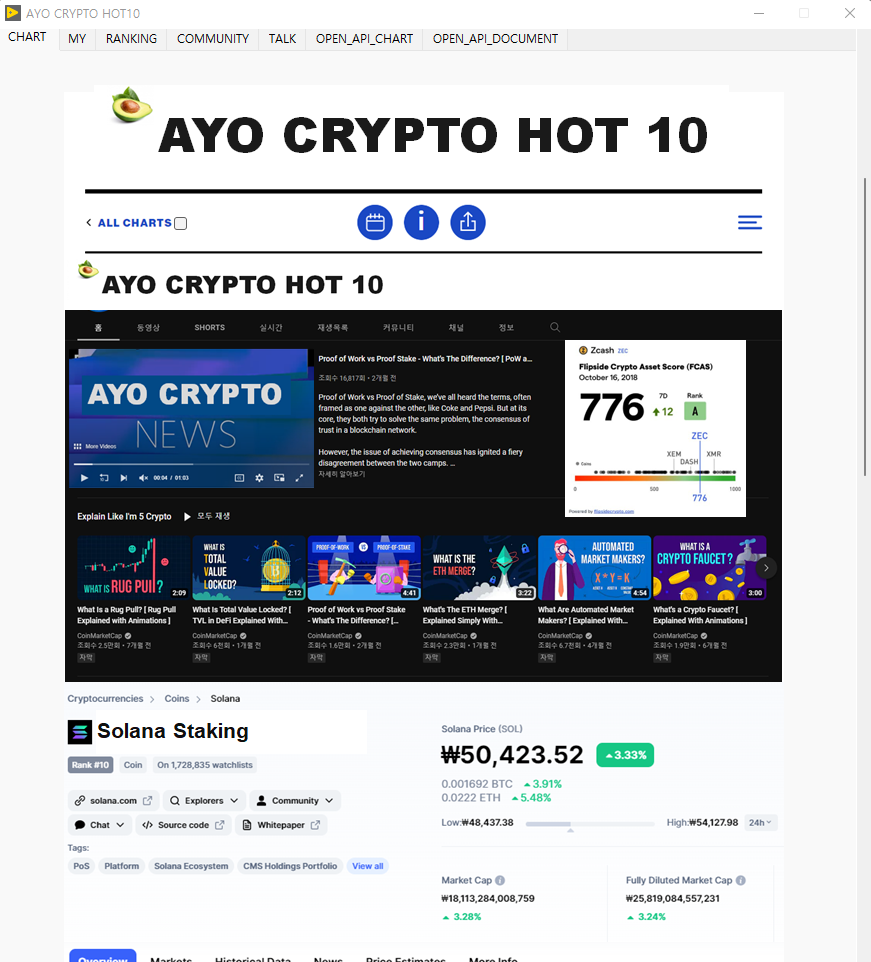 AYO CRYPTO HOT10
CHART MY RANKING COMMUNITY TALK OPEN_API_CHART OPEN_API_DOCUMENT
AYO CRYPTO HOT 10
ALL CHARTS
AYO CRYPTO HOT 10
홈 동영상 SHORTS 실시간 재생목록 커뮤니티 채널 정보
AYO CRYPTO
NEWS
More Videos
00:04 / 01:03
Proof of Work vs Proof Stake - What's The Difference? [ PoW a...
조회수 16,817회 • 2개월 전
Proof of Work vs Proof of Stake, we've all heard the terms, often
framed as one against the other, like Coke and Pepsi. But at its
core, they both try to solve the same problem, the consensus of
trust in a blockchain network.
However, the issue of achieving consensus has ignited a fiery
disagreement between the two camps. ...
자세히 알아보기
Zcash ZEC
Flipside Crypto Asset Score (FCAS)
October 16, 2018
776
7D
12
Rank
A
ZEC
XEM
XMR
DASH
Coins
0 500 1000
776
Powered by flipsidecrypto.com
Explain Like I'm 5 Crypto ▶ 모두 재생
WHAT IS RUG PULL?
2:09
WHAT IS
TOTAL
VALUE
LOCKED?
2:12
PROOF-OF-WORK VS PROOF-OF-STAKE
4:41
WHAT IS THE
ETH MERGE?
3:22
AUTOMATED
MARKET MAKERS?
X*Y=K
4:54
WHAT IS A
CRYPTO FAUCET?
3:00
What Is a Rug Pull? [ Rug Pull
Explained with Animations ]
CoinMarketCap
조회수 2.5만회 • 7개월 전
자막
What Is Total Value Locked? [
TVL in DeFi Explained With...
CoinMarketCap
조회수 6천회 • 1개월 전
자막
Proof of Work vs Proof Stake
- What's The Difference? [...
CoinMarketCap
조회수 1.6만회 • 2개월 전
자막
What's The ETH Merge? [
Explained Simply With...
CoinMarketCap
조회수 2.3만회 • 1개월 전
자막
What Are Automated Market
Makers? [ Explained With...
CoinMarketCap
조회수 6.7천회 • 4개월 전
자막
What's a Crypto Faucet? [
Explained With Animations ]
CoinMarketCap
조회수 1.9만회 • 6개월 전
자막
Cryptocurrencies > Coins > Solana
Solana Staking
Rank #10 Coin On 1,728,835 watchlists
solana.com Explorers Community
Chat Source code Whitepaper
Tags:
PoS Platform Solana Ecosystem CMS Holdings Portfolio View all
Solana Price (SOL)
₩50,423.52 3.33%
0.001692 BTC 3.91%
0.0222 ETH 5.48%
Low:₩48,437.38 High:₩54,127.98 24h
Market Cap
₩18,113,284,008,759
3.28%
Fully Diluted Market Cap
₩25,819,084,557,231
3.24%
Overview Markets Historical Data News Price Estimates More Info